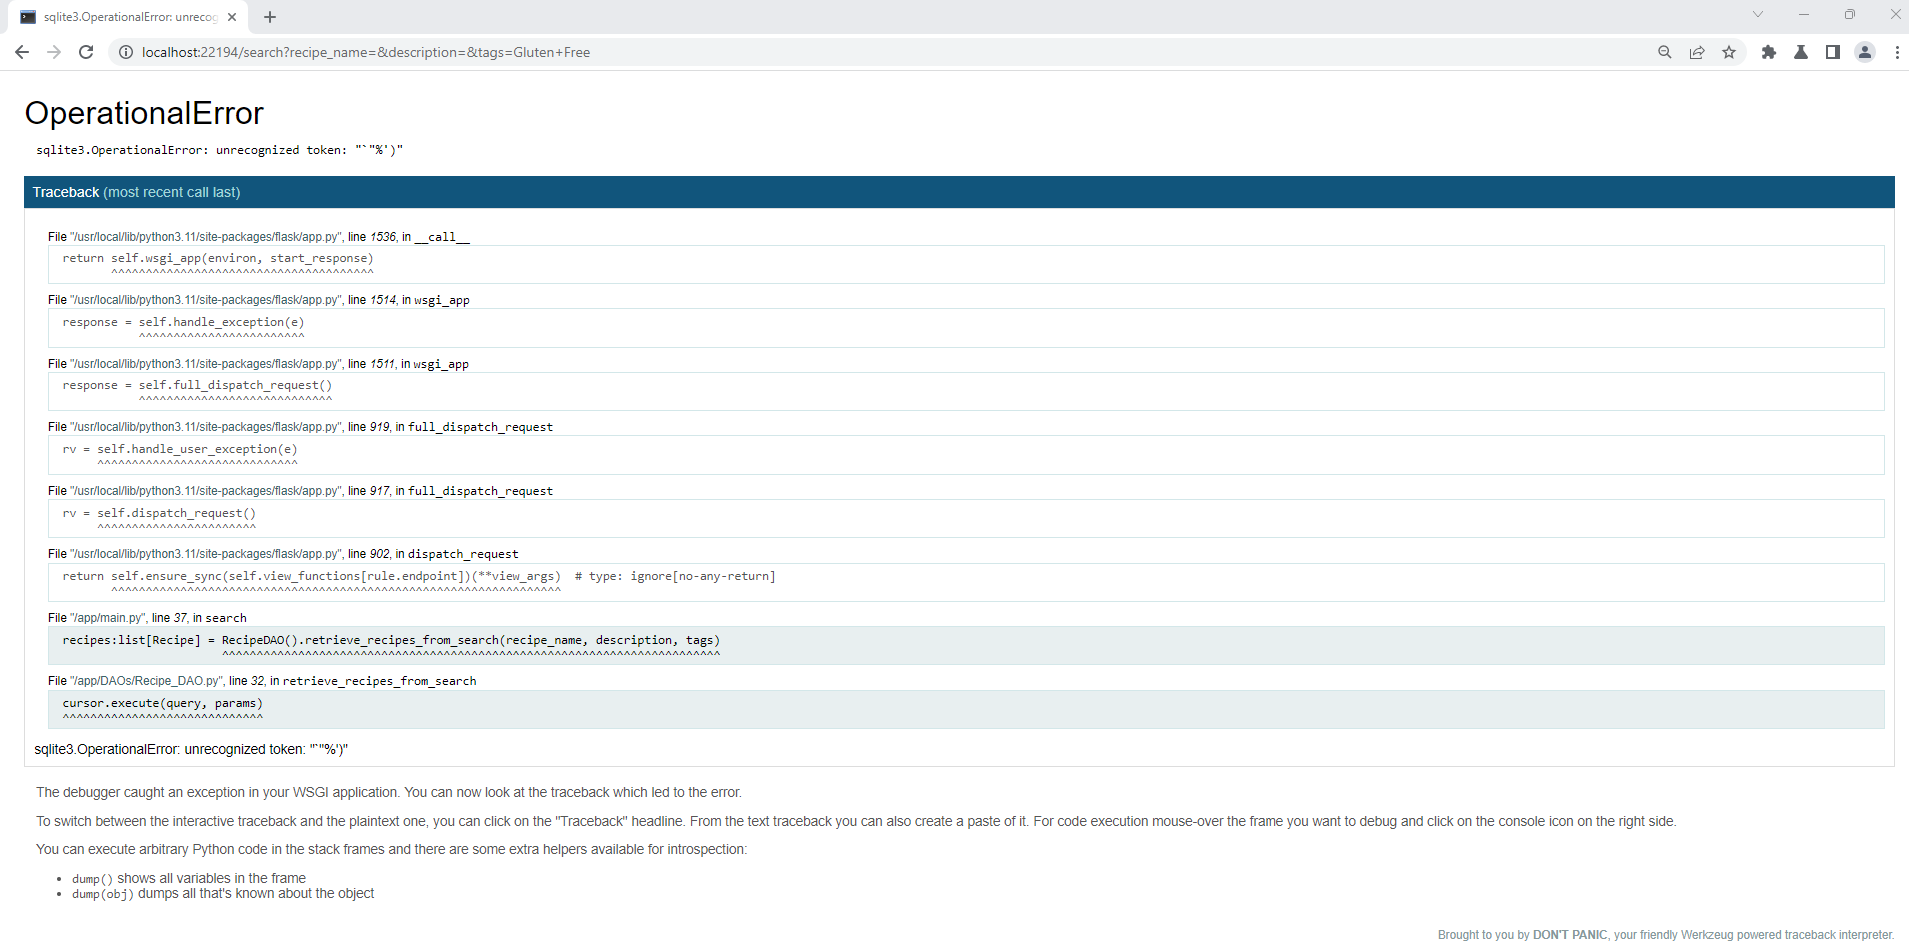 sqlite3.OperationalError: unrecog
localhost:22194/search?recipe_name=&description=&tags=Gluten+Free
OperationalError
sqlite3.OperationalError: unrecognized token: "`"%')"
Traceback (most recent call last)
File "/usr/local/lib/python3.11/site-packages/flask/app.py", line 1536, in __call__
return self.wsgi_app(environ, start_response)
^^^^^^^^^^^^^^^^^^^^^^^^^^^^^^^^^^^^^^
File "/usr/local/lib/python3.11/site-packages/flask/app.py", line 1514, in wsgi_app
response = self.handle_exception(e)
^^^^^^^^^^^^^^^^^^^^^^^^
File "/usr/local/lib/python3.11/site-packages/flask/app.py", line 1511, in wsgi_app
response = self.full_dispatch_request()
^^^^^^^^^^^^^^^^^^^^^^^^^^^^
File "/usr/local/lib/python3.11/site-packages/flask/app.py", line 919, in full_dispatch_request
rv = self.handle_user_exception(e)
^^^^^^^^^^^^^^^^^^^^^^^^^^^^^
File "/usr/local/lib/python3.11/site-packages/flask/app.py", line 917, in full_dispatch_request
rv = self.dispatch_request()
^^^^^^^^^^^^^^^^^^^^^^^
File "/usr/local/lib/python3.11/site-packages/flask/app.py", line 902, in dispatch_request
return self.ensure_sync(self.view_functions[rule.endpoint])(**view_args)  # type: ignore[no-any-return]
^^^^^^^^^^^^^^^^^^^^^^^^^^^^^^^^^^^^^^^^^^^^^^^^^^^^^^^^^^^^^^^^^
File "/app/main.py", line 37, in search
recipes:list[Recipe] = RecipeDAO().retrieve_recipes_from_search(recipe_name, description, tags)
^^^^^^^^^^^^^^^^^^^^^^^^^^^^^^^^^^^^^^^^^^^^^^^^^^^^^^^^^^^^^^^^^^^^^^^^
File "/app/DAOs/Recipe_DAO.py", line 32, in retrieve_recipes_from_search
cursor.execute(query, params)
^^^^^^^^^^^^^^^^^^^^^^^^^^^^^
sqlite3.OperationalError: unrecognized token: "`"%')"
The debugger caught an exception in your WSGI application. You can now look at the traceback which led to the error.
To switch between the interactive traceback and the plaintext one, you can click on the "Traceback" headline. From the text traceback you can also create a paste of it. For code execution mouse-over the frame you want to debug and click on the console icon on the right side.
You can execute arbitrary Python code in the stack frames and there are some extra helpers available for introspection:
• dump() shows all variables in the frame
• dump(obj) dumps all that's known about the object
Brought to you by DON'T PANIC, your friendly Werkzeug powered traceback interpreter.